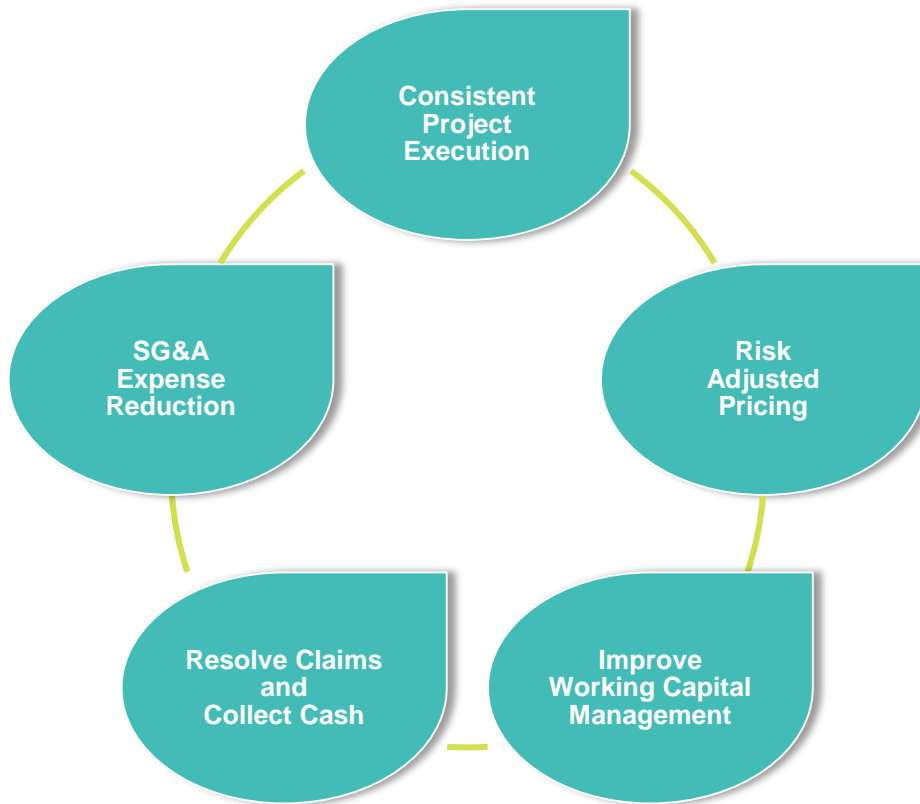 Consistent
Project
Execution
Risk
Adjusted
Pricing
Improve
Working Capital
Management
Resolve Claims
and
Collect Cash
SG&A
Expense
Reduction